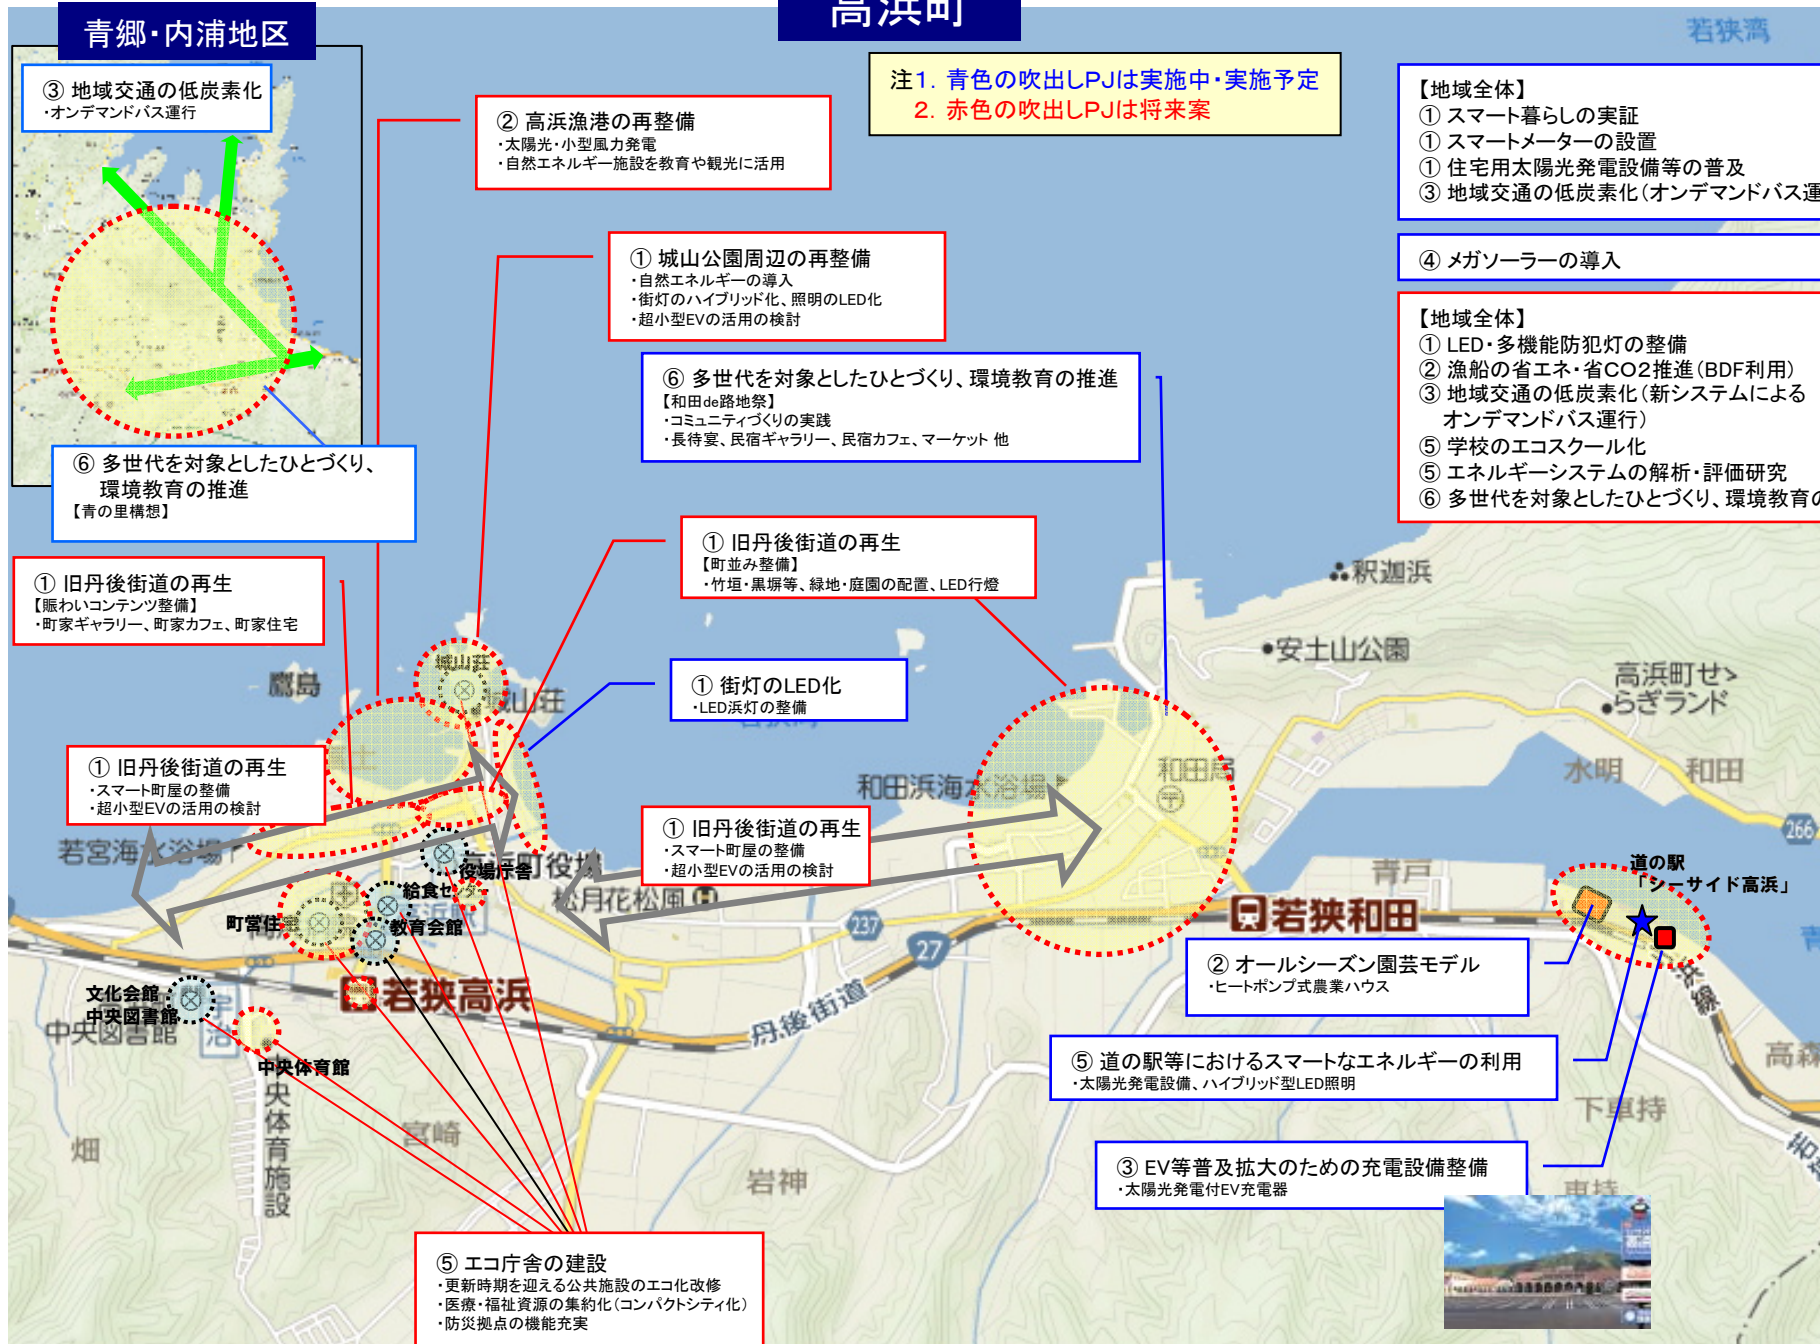 高浜町
青郷・内浦地区
若狭湾
③ 地域交通の低炭素化
・オンデマンドバス運行
注1. 青色の吹出しPJは実施中・実施予定
2. 赤色の吹出しPJは将来案
② 高浜漁港の再整備
・太陽光・小型風力発電
・自然エネルギー施設を教育や観光に活用
【地域全体】
① スマート暮らしの実証
① スマートメーターの設置
① 住宅用太陽光発電設備等の普及
③ 地域交通の低炭素化(オンデマンドバス運
④ メガソーラーの導入
① 城山公園周辺の再整備
・自然エネルギーの導入
・街灯のハイブリッド化、照明のLED化
・超小型EVの活用の検討
【地域全体】
① LED・多機能防犯灯の整備
② 漁船の省エネ・省CO2推進(BDF利用)
③ 地域交通の低炭素化(新システムによる
オンデマンドバス運行)
⑤ 学校のエコスクール化
⑤ エネルギーシステムの解析・評価研究
⑥ 多世代を対象としたひとづくり、環境教育の
⑥ 多世代を対象としたひとづくり、環境教育の推進
【和田de路地祭】
・コミュニティづくりの実践
・長待宴、民宿ギャラリー、民宿カフェ、マーケット 他
⑥ 多世代を対象としたひとづくり、
環境教育の推進
【青の里構想】
① 旧丹後街道の再生
【町並み整備】
・竹垣・黒塀等、緑地・庭園の配置、LED行燈
① 旧丹後街道の再生
【賑わいコンテンツ整備】
・町家ギャラリー、町家カフェ、町家住宅
釈迦浜
安土山公園
高浜町せ>
らぎランド
鷹島
城山荘
城山荘
① 街灯のLED化
・LED浜灯の整備
① 旧丹後街道の再生
・スマート町屋の整備
・超小型EVの活用の検討
和田浜海水浴場
和田局
水明
和田
① 旧丹後街道の再生
・スマート町屋の整備
・超小型EVの活用の検討
若宮海水浴場
266
高浜町役場
役場庁舎
給食センター
松月花松風
青戸
道の駅
「シーサイド高浜」
町営住宅
教育会館
237
27
若狭和田
② オールシーズン園芸モデル
・ヒートポンプ式農業ハウス
文化会館
中央図書館
中央図書館
若狭高浜
丹後街道
浜線
中央体育館
中央体育施設
⑤ 道の駅等におけるスマートなエネルギーの利用
・太陽光発電設備、ハイブリッド型LED照明
高森
下車持
畑
宮崎
岩神
③ EV等普及拡大のための充電設備整備
・太陽光発電付EV充電器
車持
⑤ エコ庁舎の建設
・更新時期を迎える公共施設のエコ化改修
・医療・福祉資源の集約化(コンパクトシティ化)
・防災拠点の機能充実